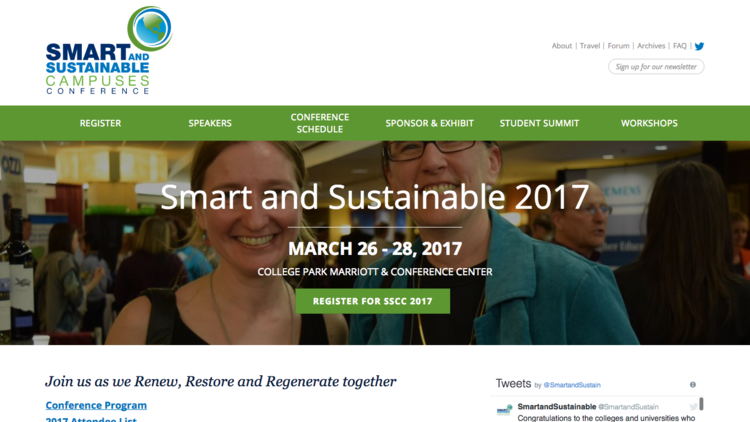 SMART AND
SUSTAINABLE
CAMPUSES
CONFERENCE
About | Travel | Forum | Archives | FAQ |
Sign up for our newsletter
REGISTER
SPEAKERS
CONFERENCE
SCHEDULE
SPONSOR & EXHIBIT
STUDENT SUMMIT
WORKSHOPS
Smart and Sustainable 2017
MARCH 26 - 28, 2017
COLLEGE PARK MARRIOTT & CONFERENCE CENTER
REGISTER FOR SSCC 2017
Join us as we Renew, Restore and Regenerate together
Conference Program
2017 Attendee List
Tweets by @SmartandSustain
SmartandSustainable @SmartandSustain
Congratulations to the colleges and universities who